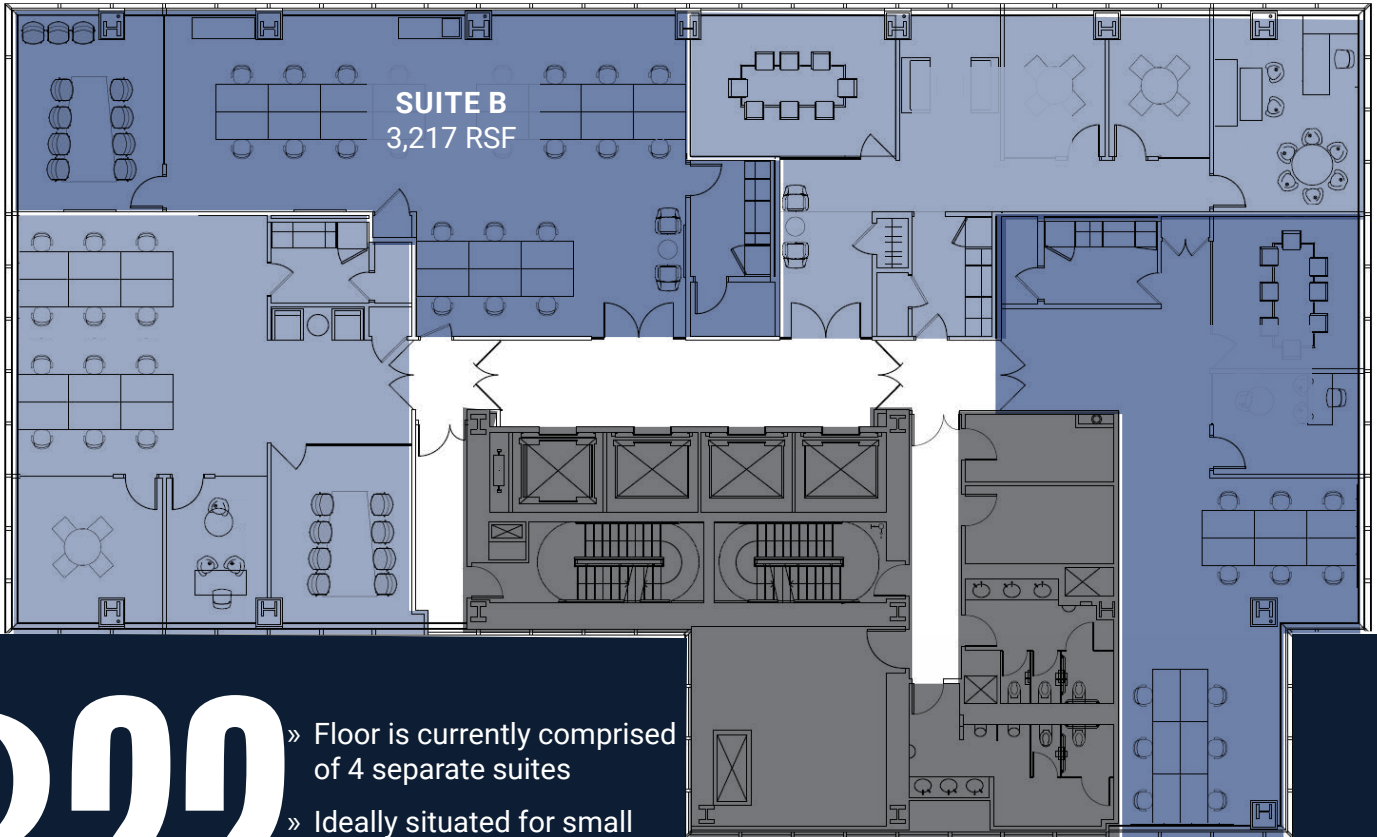 SUITE B
3,217 RSF
» Floor is currently comprised
of 4 separate suites
» Ideally situated for small